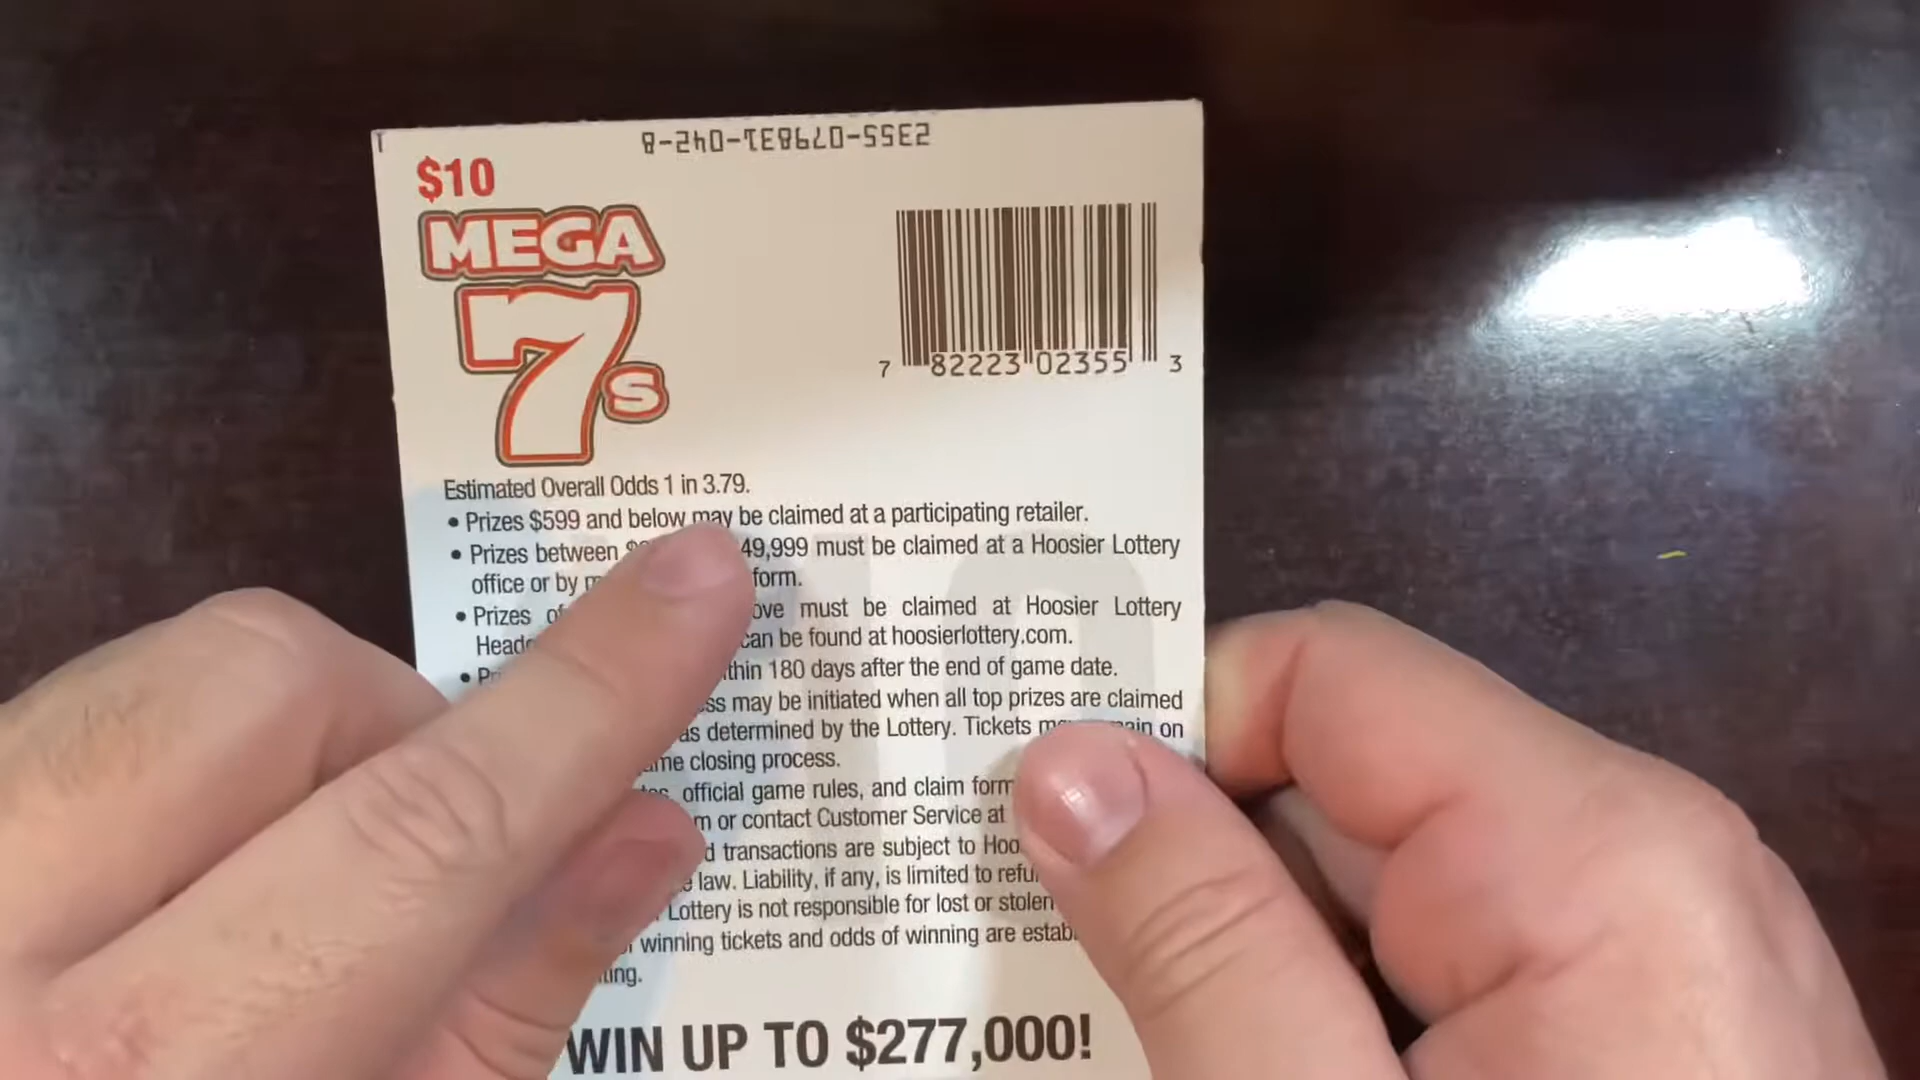 1
2355-079831-042-8
$10
MEGA
7s
7 82223 02355 3
Estimated Overall Odds 1 in 3.79.
• Prizes $599 and below may be claimed at a participating retailer.
• Prizes between 49,999 must be claimed at a Hoosier Lottery
office or by form.
• Prizes must be claimed at Hoosier Lottery
can be found at hoosierlottery.com.
• 180 days after the end of game date.
may be initiated when all top prizes are claimed
as determined by the Lottery. Tickets on
closing process.
official game rules, and claim
or contact Customer Service at
transactions are subject to
law. Liability, if any, is limited to
Lottery is not responsible for lost or stolen
winning tickets and odds of winning are
WIN UP TO $277,000!